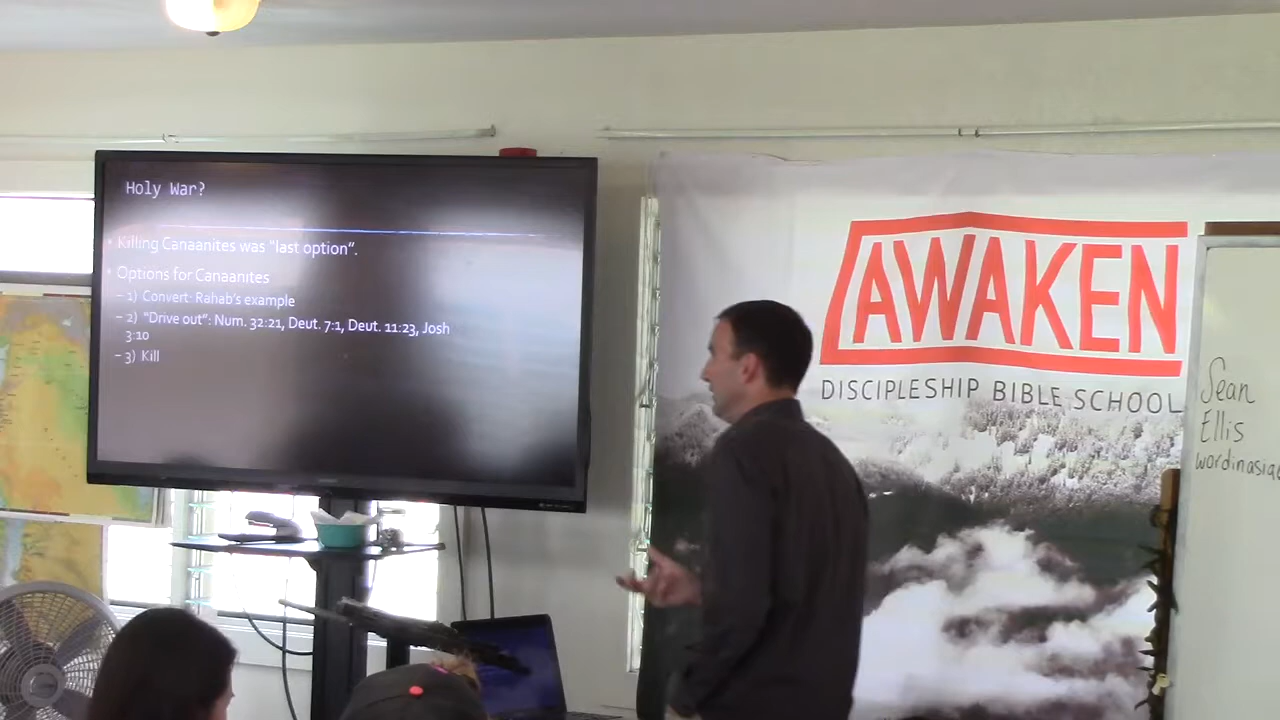 Holy War?
Killing Canaanites was "last option".
Options for Canaanites
– 1) Convert: Rahab's example
– 2) "Drive out": Num. 32:21, Deut. 7:1, Deut. 11:23, Josh
3:10
– 3) Kill
AWAKEN
DISCIPLESHIP BIBLE SCHOOL
Sean
Ellis